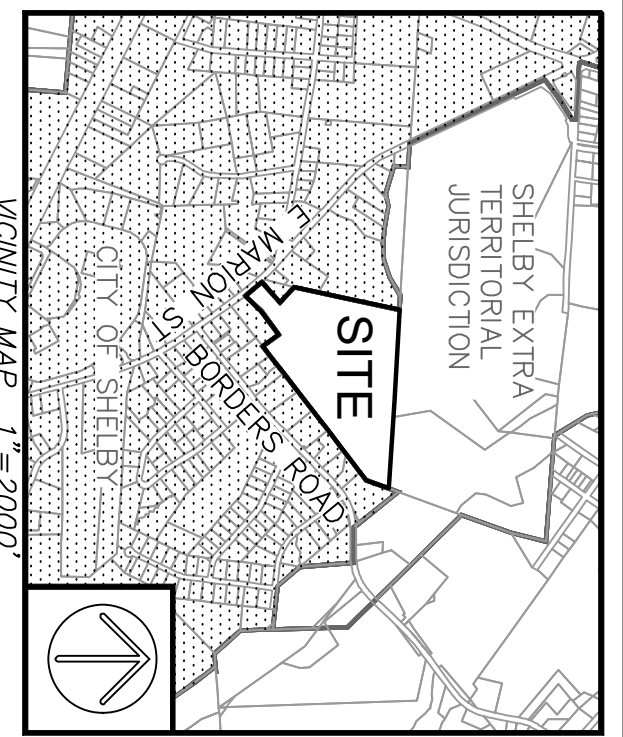 SHELBY EXTRA
TERRITORIAL
JURISDICTION
SITE
E MARION ST
BORDERS ROAD
CITY OF SHELBY
VICINITY MAP 1"=2000'